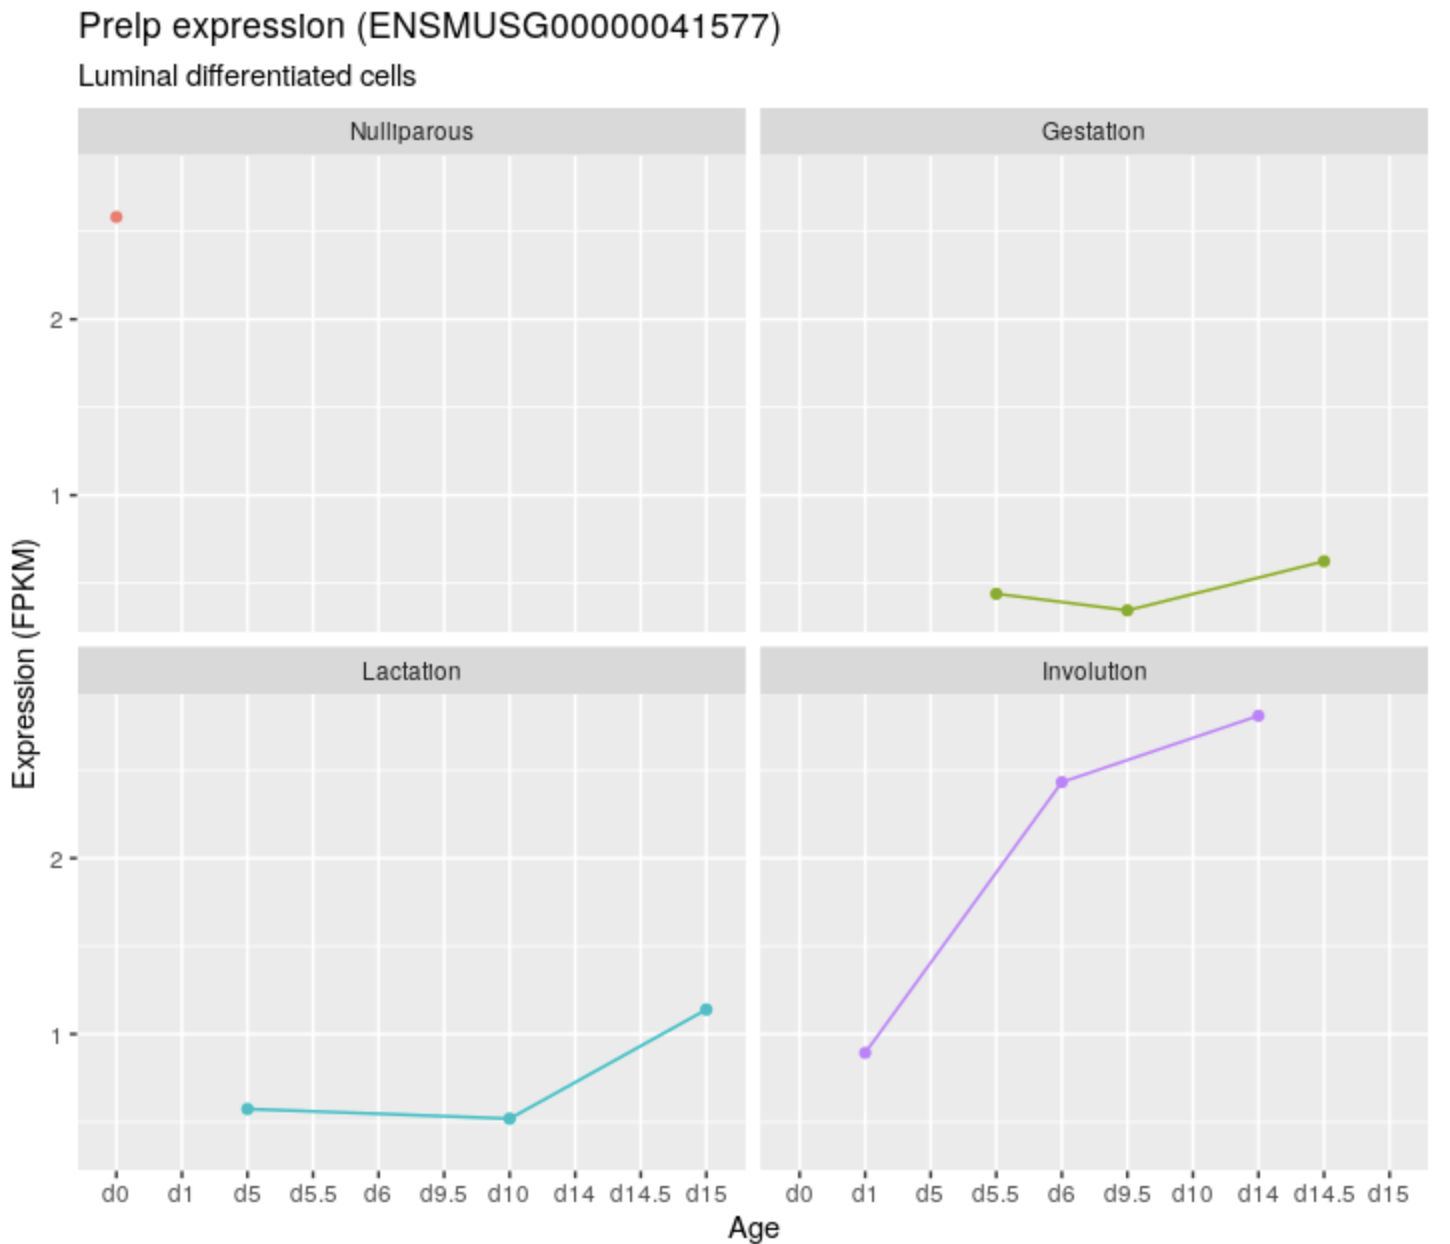 Prelp expression (ENSMUSG00000041577)
Luminal differentiated cells
Nulliparous
Gestation
2
1
Expression (FPKM)
Lactation
Involution
2
1
d0 d1 d5 d5.5 d6 d9.5 d10 d14 d14.5 d15
d0 d1 d5 d5.5 d6 d9.5 d10 d14 d14.5 d15
Age